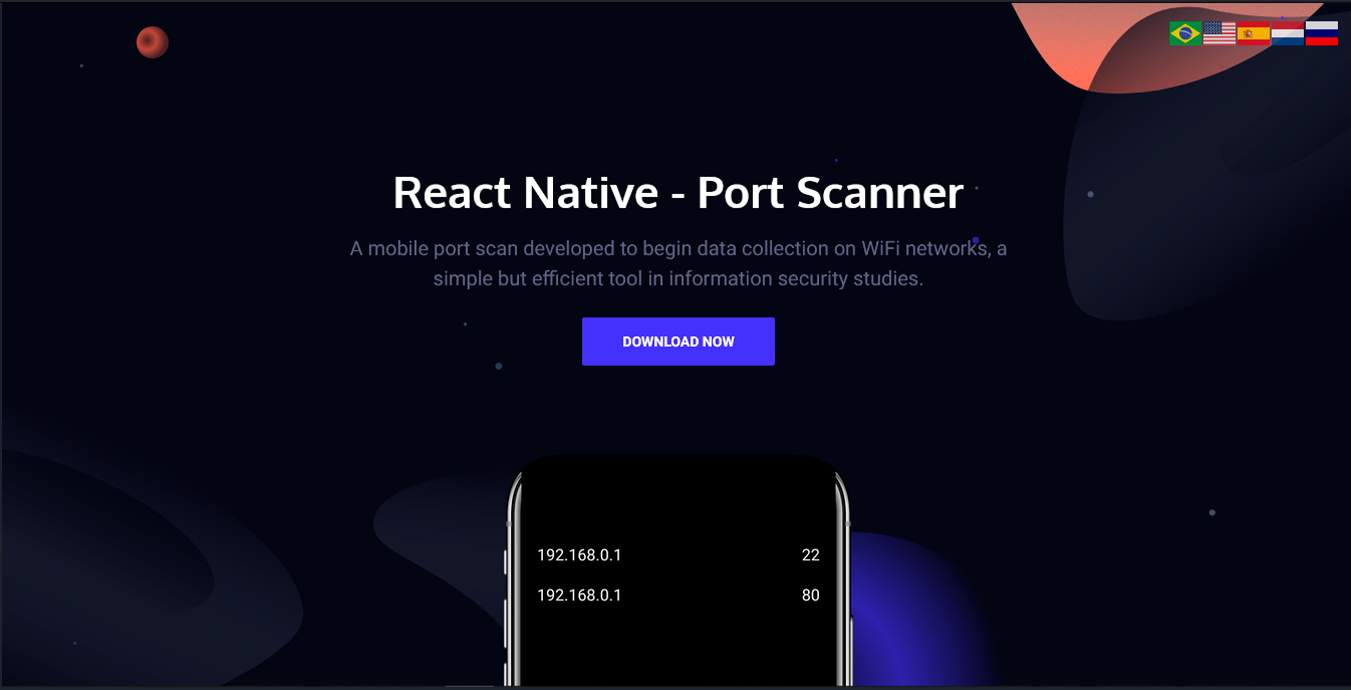 React Native - Port Scanner
A mobile port scan developed to begin data collection on WiFi networks, a
simple but efficient tool in information security studies.
DOWNLOAD NOW
192.168.0.1 22
192.168.0.1 80